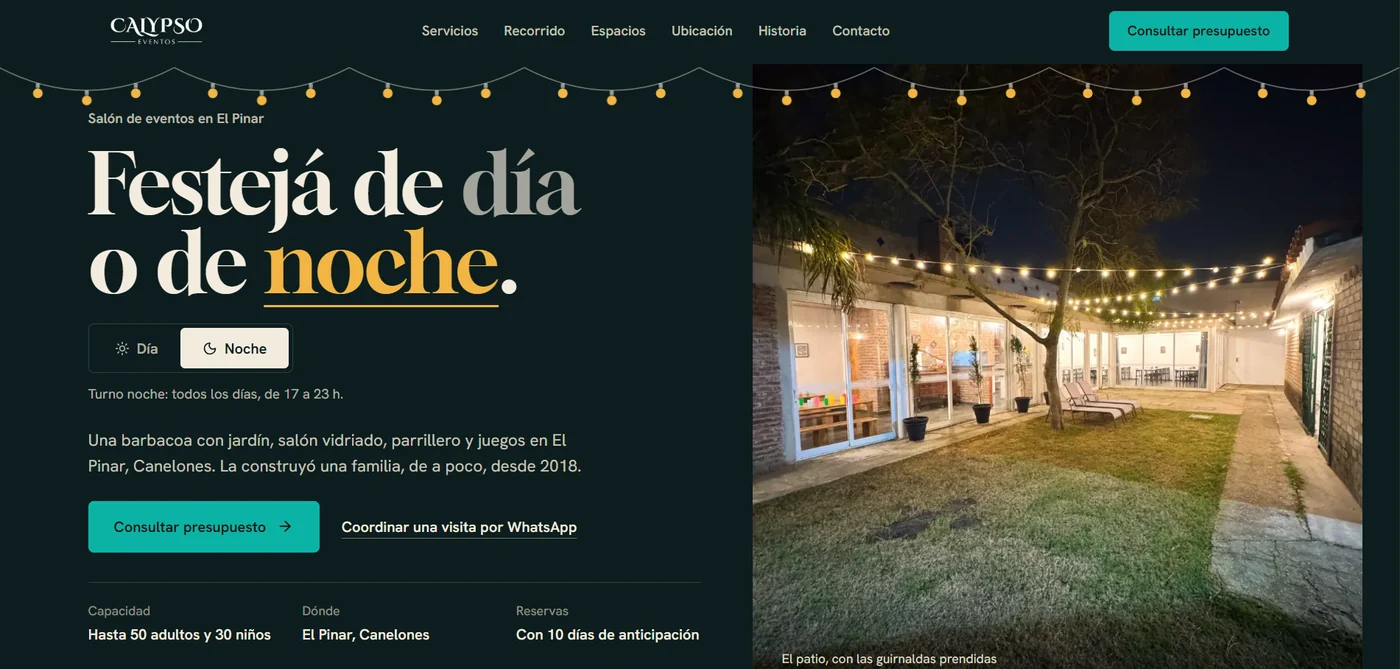 CALYPSO
EVENTOS
Servicios
Recorrido
Espacios
Ubicación
Historia
Contacto
Consultar presupuesto
Salón de eventos en El Pinar
Festejá de día
o de noche.
Día
Noche
Turno noche: todos los días, de 17 a 23 h.
Una barbacoa con jardín, salón vidriado, parrillero y juegos en El
Pinar, Canelones. La construyó una familia, de a poco, desde 2018.
Consultar presupuesto
Coordinar una visita por WhatsApp
Capacidad
Hasta 50 adultos y 30 niños
Dónde
El Pinar, Canelones
Reservas
Con 10 días de anticipación
El patio, con las guirnaldas prendidas